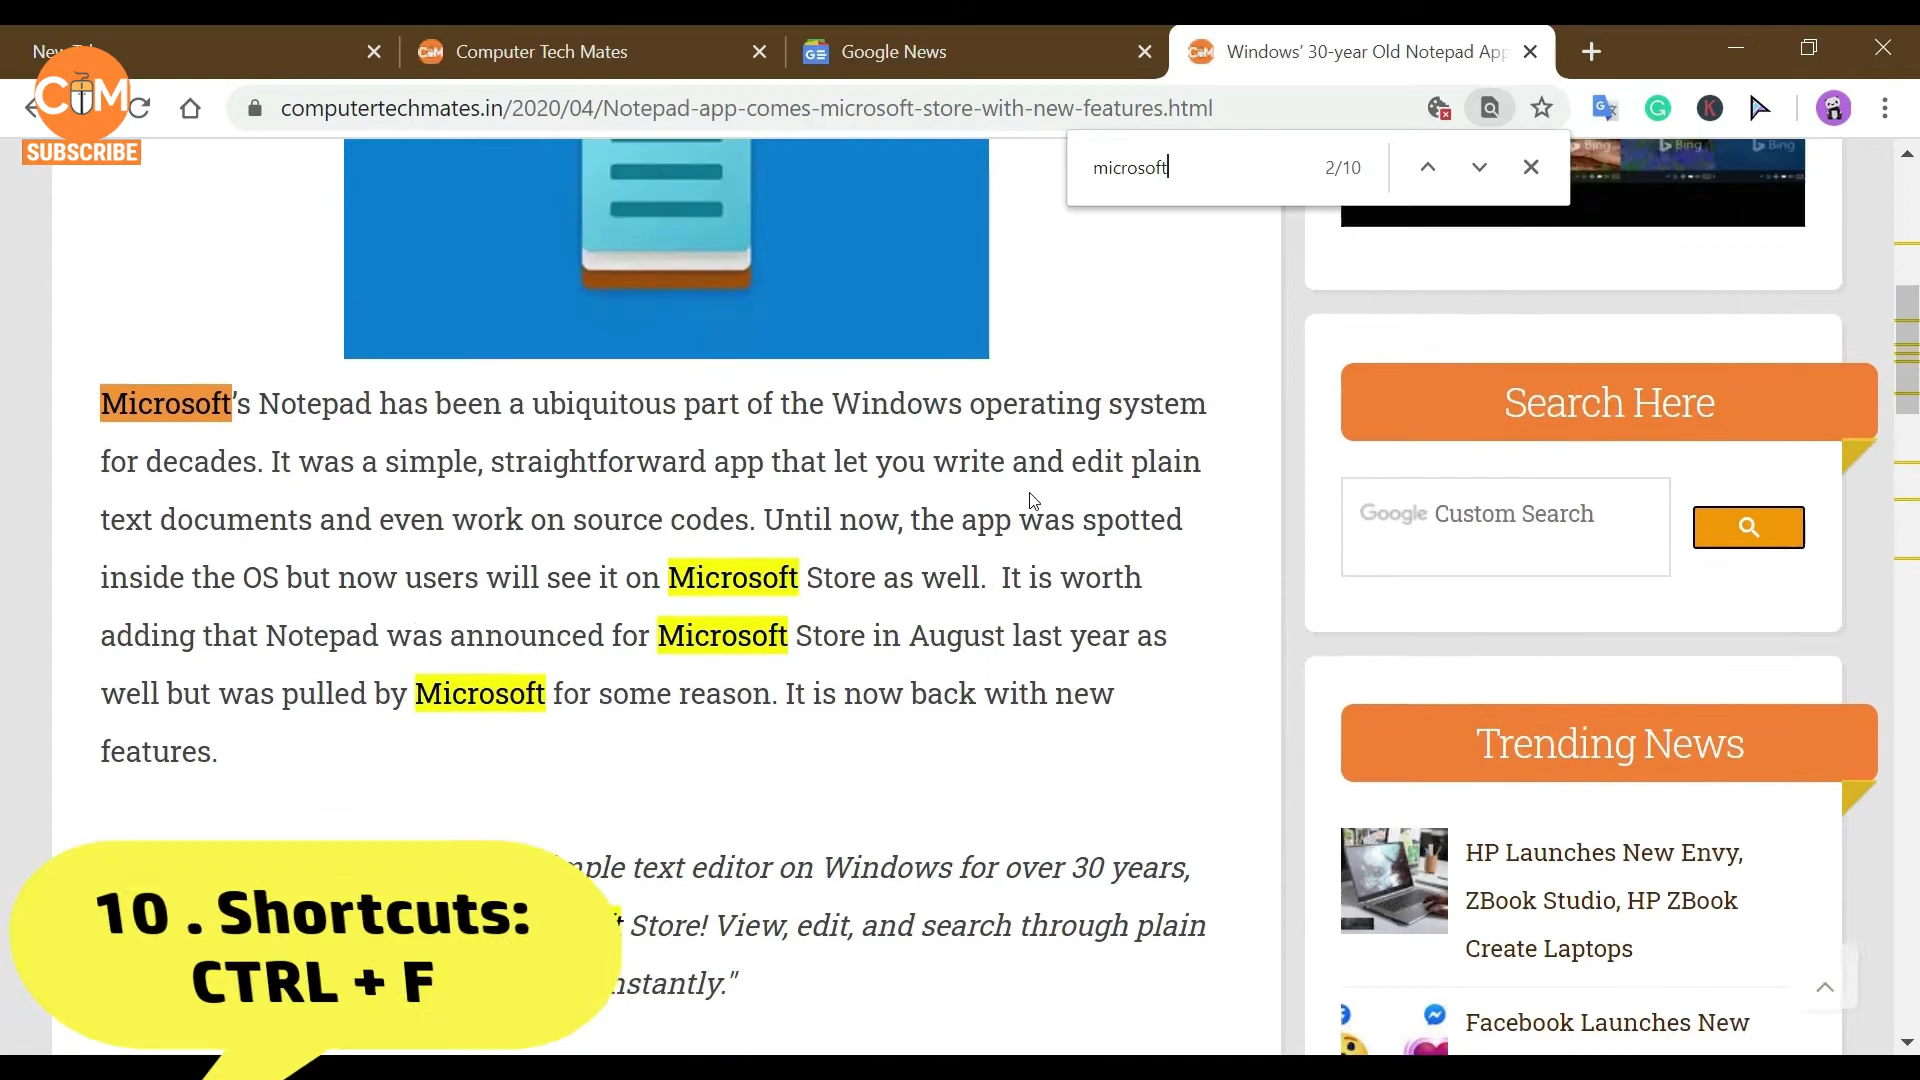 New Tab
Computer Tech Mates
Google News
Windows' 30-year Old Notepad App
CTM
SUBSCRIBE
computertechmates.in/2020/04/Notepad-app-comes-microsoft-store-with-new-features.html
microsoft
2/10
Bing
Bing
Bing
Microsoft's Notepad has been a ubiquitous part of the Windows operating system
for decades. It was a simple, straightforward app that let you write and edit plain
text documents and even work on source codes. Until now, the app was spotted
inside the OS but now users will see it on Microsoft Store as well.  It is worth
adding that Notepad was announced for Microsoft Store in August last year as
well but was pulled by Microsoft for some reason. It is now back with new
features.
text editor on Windows for over 30 years,
Store! View, edit, and search through plain
Search Here
Google Custom Search
Trending News
HP Launches New Envy,
ZBook Studio, HP ZBook
Create Laptops
Facebook Launches New
10 . Shortcuts:
CTRL + F